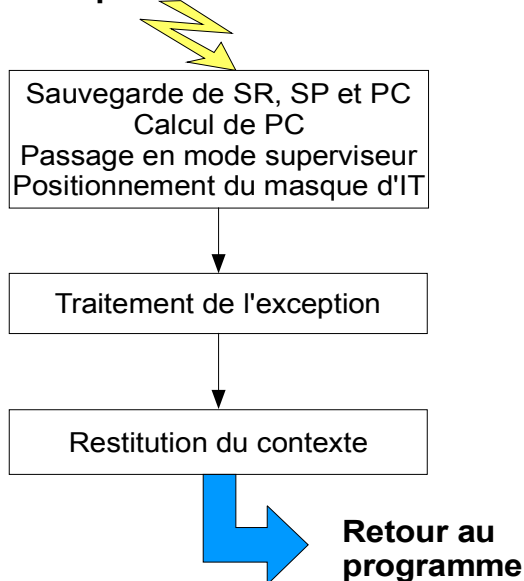 Sauvegarde de SR, SP et PC
Calcul de PC
Passage en mode superviseur
Positionnement du masque d'IT
Traitement de l'exception
Restitution du contexte
Retour au
programme